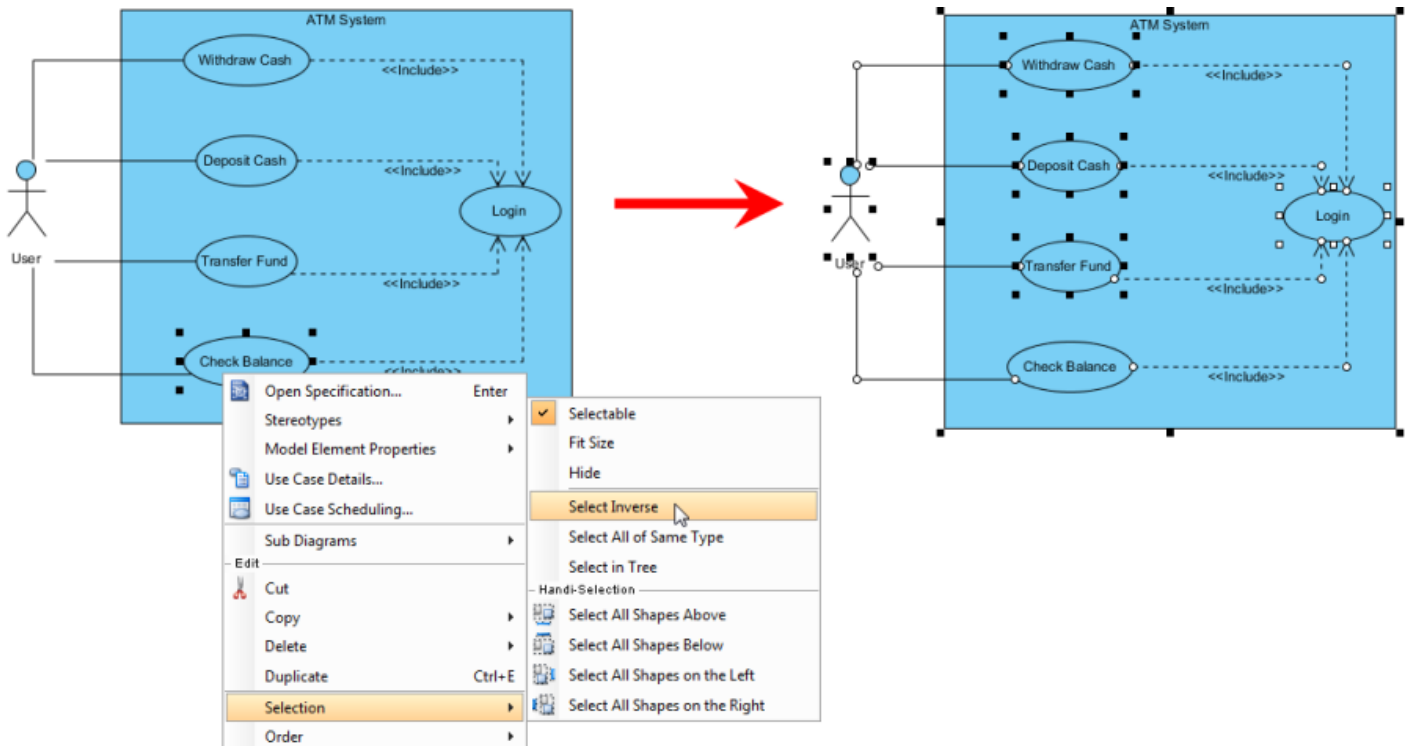 ATM System
Withdraw Cash
<<Include>>
Deposit Cash
<<Include>>
Login
User
Transfer Fund
<<Include>>
Check Balance
<<Include>>
Open Specification... Enter
Stereotypes
Model Element Properties
Use Case Details...
Use Case Scheduling...
Sub Diagrams
Edit
Cut
Copy
Delete
Duplicate Ctrl+E
Selection
Order
Selectable
Fit Size
Hide
Select Inverse
Select All of Same Type
Select in Tree
Handi-Selection
Select All Shapes Above
Select All Shapes Below
Select All Shapes on the Left
Select All Shapes on the Right
ATM System
Withdraw Cash
<<Include>>
Deposit Cash
<<Include>>
Login
User
Transfer Fund
<<Include>>
Check Balance
<<Include>>